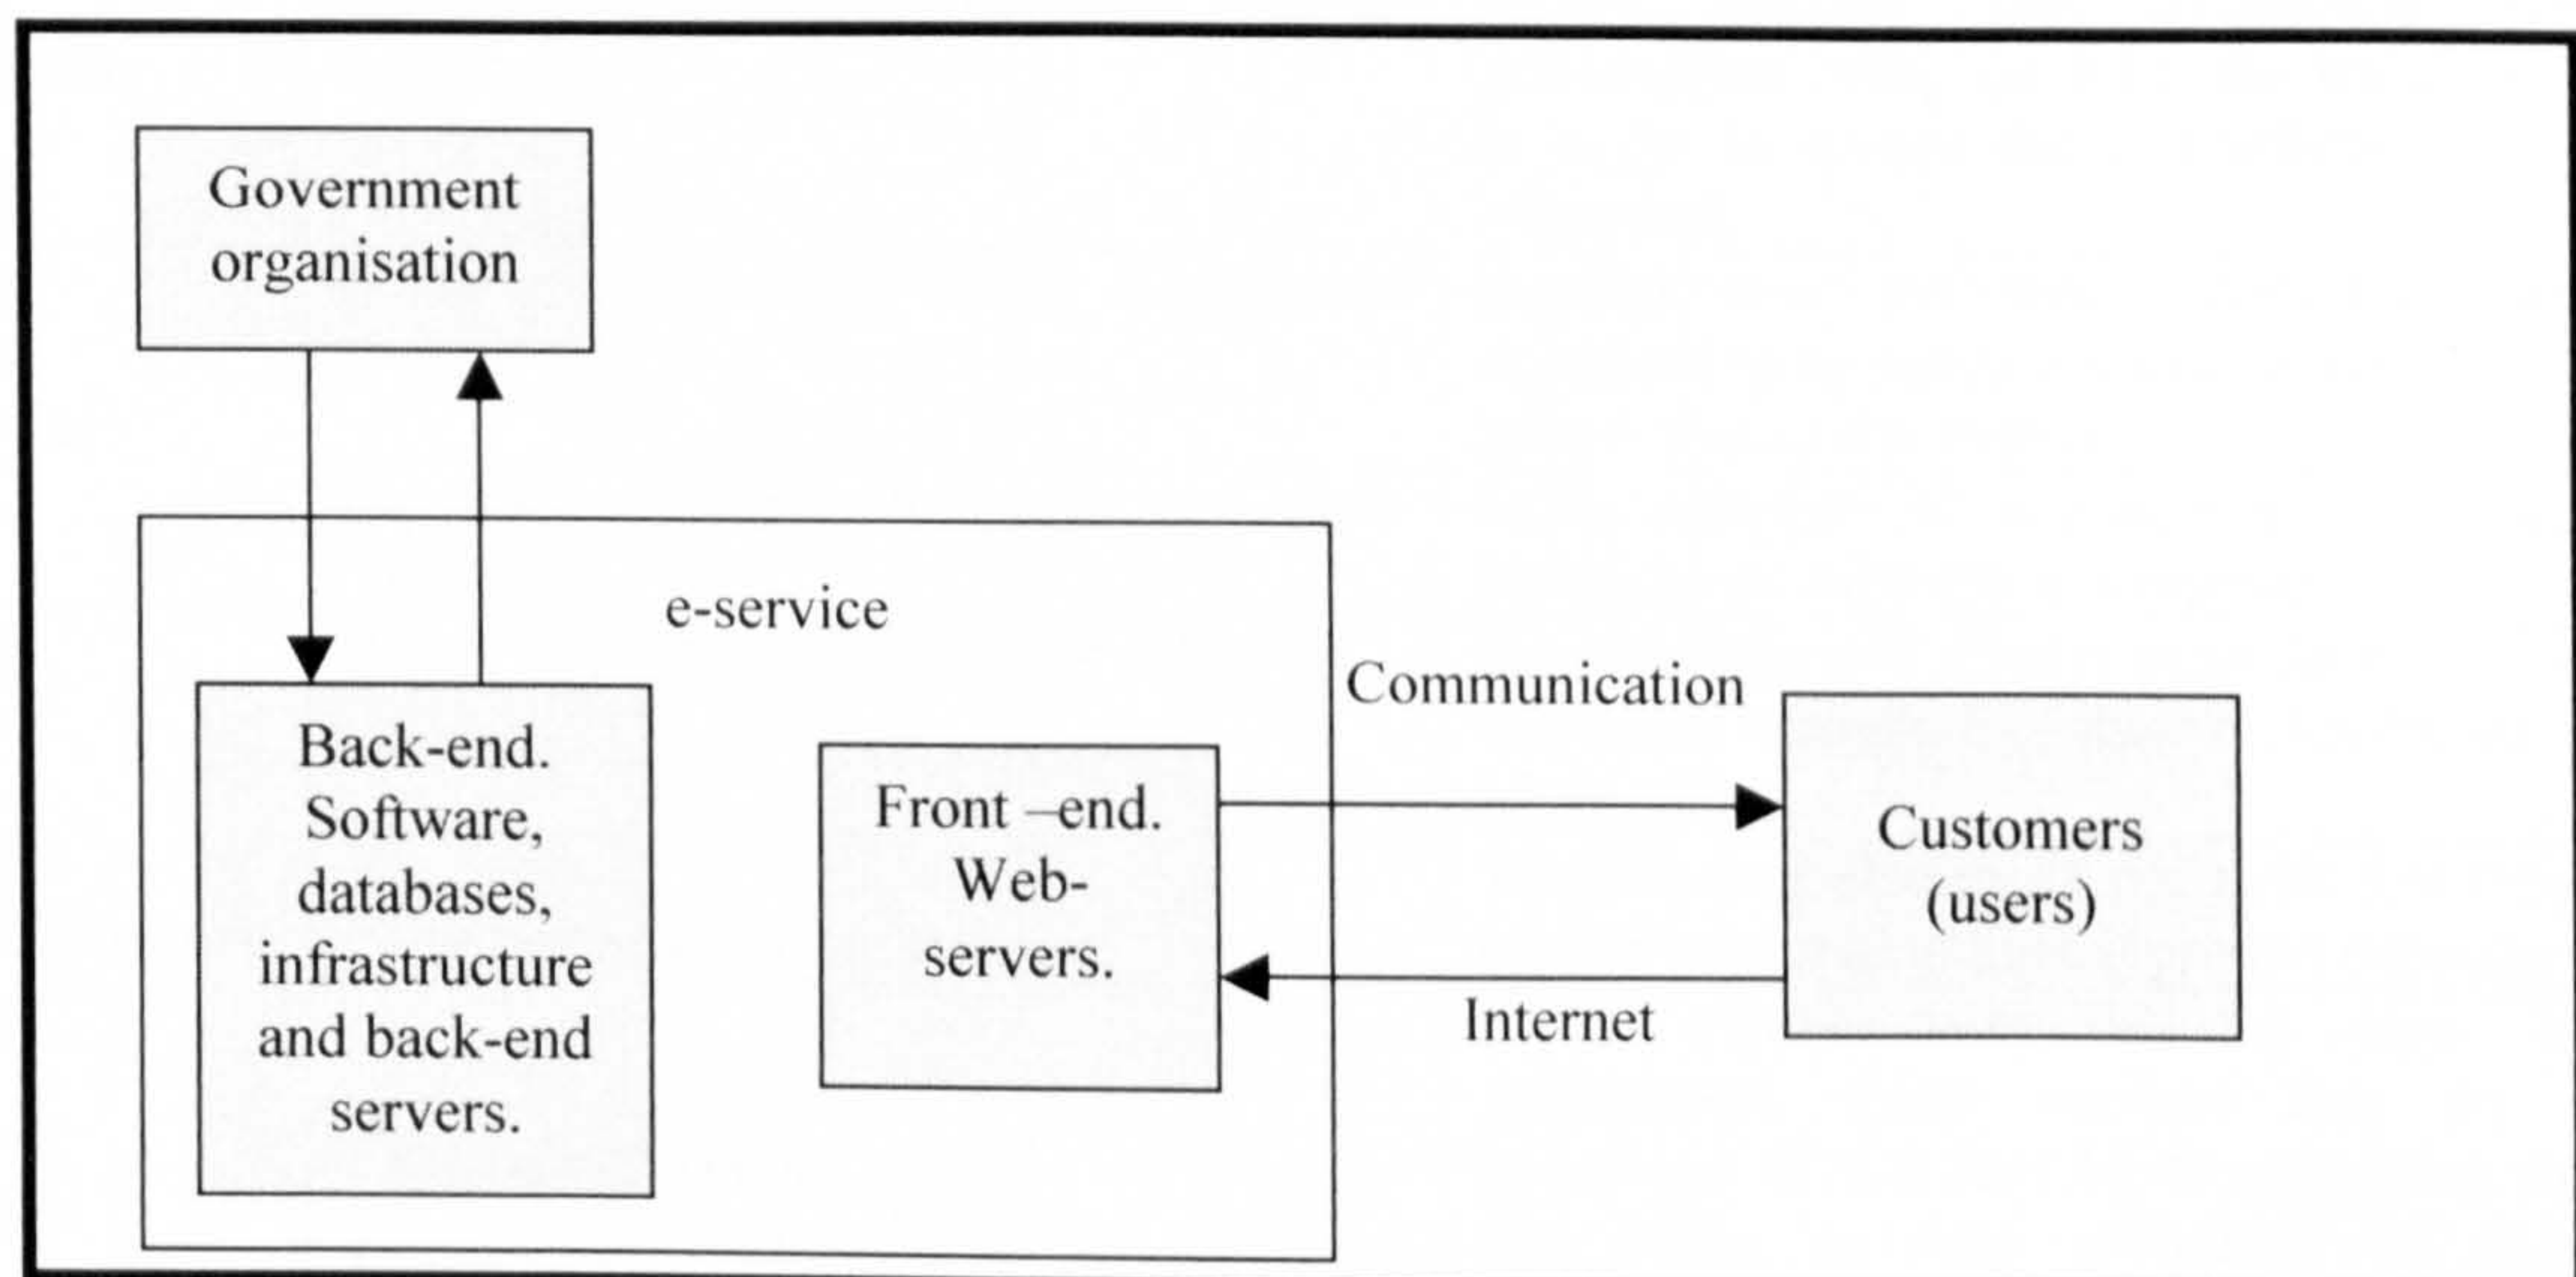 Government
organisation
e-service
Back-end.
Software,
databases,
infrastructure
and back-end
servers.
Front –end.
Web-
servers.
Communication
Internet
Customers
(users)